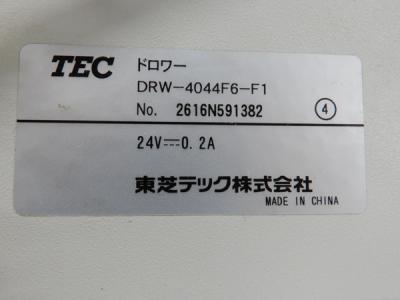 TEC ドロワー
DRW-4044F6-F1
No. 2616N591382 ④
24V⎓0.2A
東芝テック株式会社
MADE IN CHINA